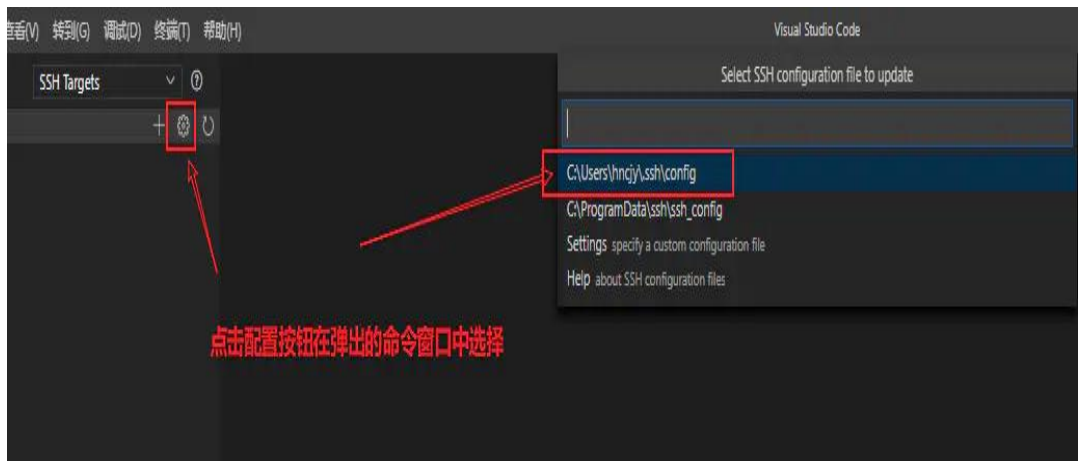 查看(V) 转到(G) 调试(D) 终端(T) 帮助(H)
Visual Studio Code
SSH Targets
Select SSH configuration file to update
C:\Users\hncjy\.ssh\config
C:\ProgramData\ssh\ssh_config
Settings specify a custom configuration file
Help about SSH configuration files
点击配置按钮在弹出的命令窗口中选择